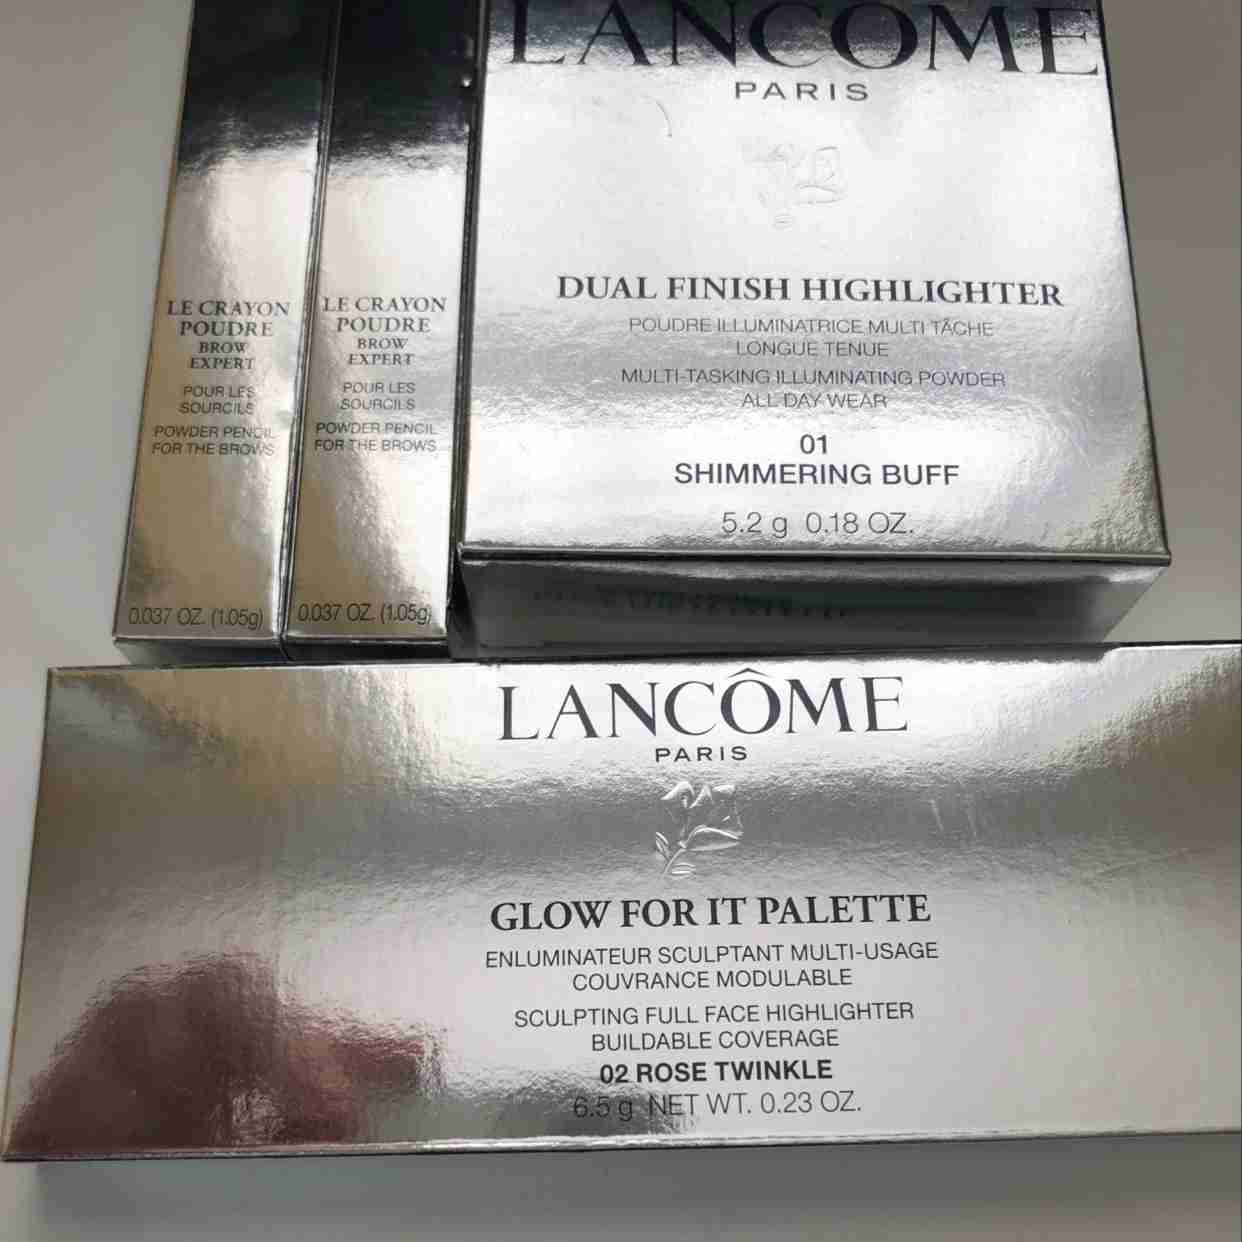 LE CRAYON
POUDRE
BROW
EXPERT
POUR LES
SOURCILS
POWDER PENCIL
FOR THE BROWS
0.037 OZ. (1.05g)
LE CRAYON
POUDRE
BROW
EXPERT
POUR LES
SOURCILS
POWDER PENCIL
FOR THE BROWS
0.037 OZ. (1.05g)
LANCOME
PARIS
DUAL FINISH HIGHLIGHTER
POUDRE ILLUMINATRICE MULTI TÂCHE
LONGUE TENUE
MULTI-TASKING ILLUMINATING POWDER
ALL DAY WEAR
01
SHIMMERING BUFF
5.2 g 0.18 OZ.
LANCÔME
PARIS
GLOW FOR IT PALETTE
ENLUMINATEUR SCULPTANT MULTI-USAGE
COUVRANCE MODULABLE
SCULPTING FULL FACE HIGHLIGHTER
BUILDABLE COVERAGE
02 ROSE TWINKLE
6.5 g NET WT. 0.23 OZ.